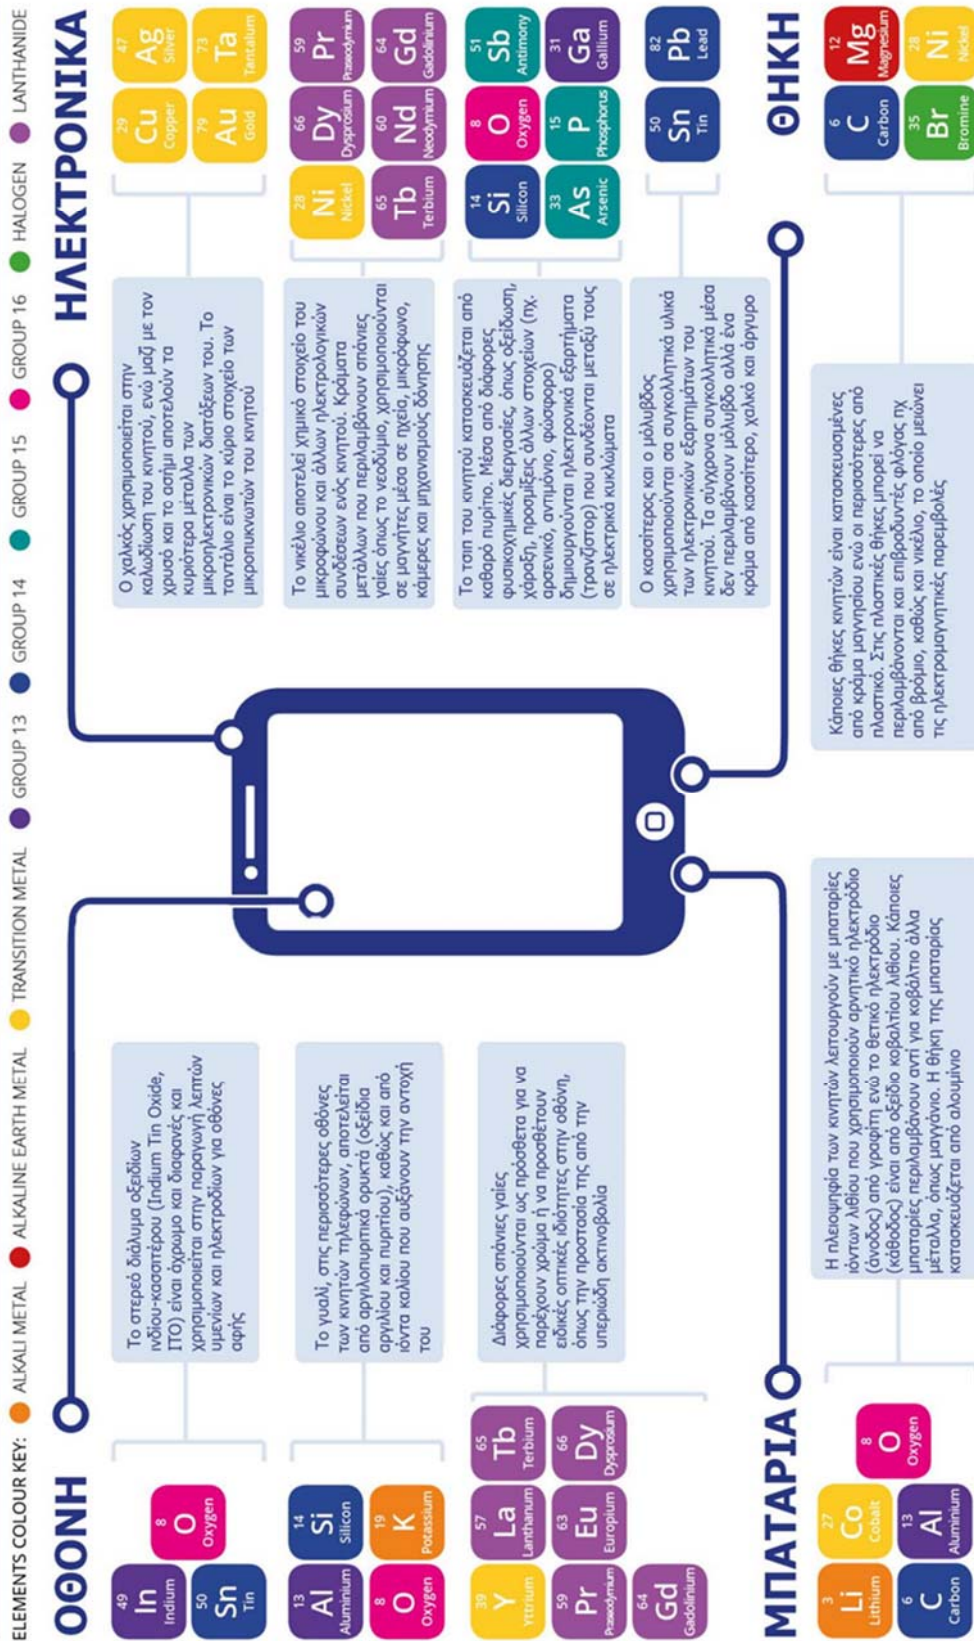 ELEMENTS COLOUR KEY: ALKALI METAL ALKALINE EARTH METAL TRANSITION METAL GROUP 13 GROUP 14 GROUP 15 GROUP 16 HALOGEN LANTHANIDE
ΟΘΟΝΗ
49
In
Indium
8
O
Oxygen
50
Sn
Tin
Το στερεό διάλυμα οξειδίων
ινδίου-κασσιτέρου (Indium Tin Oxide,
ITO) είναι άχρωμο και διαφανές και
χρησιμοποιείται στην παραγωγή λεπτών
υμενίων και ηλεκτροδίων για οθόνες
αφής
13
Al
Aluminium
14
Si
Silicon
8
O
Oxygen
19
K
Potassium
Το γυαλί, στις περισσότερες οθόνες
των κινητών τηλεφώνων, αποτελείται
από αργιλοπυριτικά ορυκτά (οξείδια
αργιλίου και πυριτίου), καθώς και από
ιόντα καλίου που αυξάνουν την αντοχή
του
39
Y
Yttrium
57
La
Lanthanum
65
Tb
Terbium
59
Pr
Praseodymium
63
Eu
Europium
66
Dy
Dysprosium
64
Gd
Gadolinium
Διάφορες σπάνιες γαίες
χρησιμοποιούνται ως πρόσθετα για να
παρέχουν χρώμα ή να προσθέτουν
ειδικές οπτικές ιδιότητες στην οθόνη,
όπως την προστασία της από την
υπεριώδη ακτινοβολία
ΗΛΕΚΤΡΟΝΙΚΑ
Ο χαλκός χρησιμοποιείται στην
καλωδίωση του κινητού, ενώ μαζί με τον
χρυσό και το ασήμι αποτελούν τα
κυριότερα μέταλλα των
μικροηλεκτρονικών διατάξεων του. Το
ταντάλιο είναι το κύριο στοιχείο των
μικροπυκνωτών του κινητού
29
Cu
Copper
47
Ag
Silver
79
Au
Gold
73
Ta
Tantalum
Το νικέλιο αποτελεί χημικό στοιχείο του
μικροφώνου και άλλων ηλεκτρολογικών
συνδέσεων ενός κινητού. Κράματα
μετάλλων που περιλαμβάνουν σπάνιες
γαίες όπως το νεοδύμιο, χρησιμοποιούνται
σε μαγνήτες μέσα σε ηχεία, μικρόφωνο,
κάμερες και μηχανισμούς δόνησης
28
Ni
Nickel
66
Dy
Dysprosium
59
Pr
Praseodymium
65
Tb
Terbium
60
Nd
Neodymium
64
Gd
Gadolinium
Το τσιπ του κινητού κατασκευάζεται από
καθαρό πυρίτιο. Μέσα από διάφορες
φυσικοχημικές διεργασίες, όπως οξείδωση,
χάραξη, προσμίξεις άλλων στοιχείων (πχ.
αρσενικό, αντιμόνιο, φώσφορο)
δημιουργούνται ηλεκτρονικά εξαρτήματα
(τρανζίστορ) που συνδέονται μεταξύ τους
σε ηλεκτρικά κυκλώματα
14
Si
Silicon
8
O
Oxygen
51
Sb
Antimony
33
As
Arsenic
15
P
Phosphorus
31
Ga
Gallium
Ο κασσίτερος και ο μόλυβδος
χρησιμοποιούνται σα συγκολλητικά υλικά
των ηλεκτρονικών εξαρτημάτων του
κινητού. Τα σύγχρονα συγκολλητικά μέσα
δεν περιλαμβάνουν μόλυβδο αλλά ένα
κράμα από κασσίτερο, χαλκό και άργυρο
50
Sn
Tin
82
Pb
Lead
ΜΠΑΤΑΡΙΑ
3
Li
Lithium
27
Co
Cobalt
8
O
Oxygen
6
C
Carbon
13
Al
Aluminium
Η πλειοψηφία των κινητών λειτουργούν με μπαταρίες
ιόντων λιθίου που χρησιμοποιούν αρνητικό ηλεκτρόδιο
(άνοδος) από γραφίτη ενώ το θετικό ηλεκτρόδιο
(κάθοδος) είναι από οξείδιο κοβαλτίου λιθίου. Κάποιες
μπαταρίες περιλαμβάνουν αντί για κοβάλτιο άλλα
μέταλλα, όπως μαγγάνιο. Η θήκη της μπαταρίας
κατασκευάζεται από αλουμίνιο
ΘΗΚΗ
Κάποιες θήκες κινητών είναι κατασκευασμένες
από κράμα μαγνησίου ενώ οι περισσότερες από
πλαστικό. Στις πλαστικές θήκες μπορεί να
περιλαμβάνονται και επιβραδυντές φλόγας πχ
από βρόμιο, καθώς και νικέλιο, το οποίο μειώνει
τις ηλεκτρομαγνητικές παρεμβολές
6
C
Carbon
12
Mg
Magnesium
35
Br
Bromine
28
Ni
Nickel